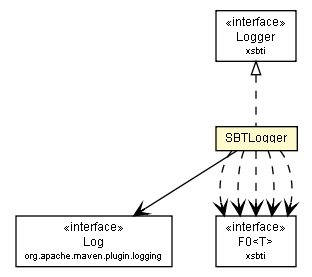 «interface»
Logger
xsbti
SBTLogger
«interface»
Log
org.apache.maven.plugin.logging
«interface»
F0<T>
xsbti